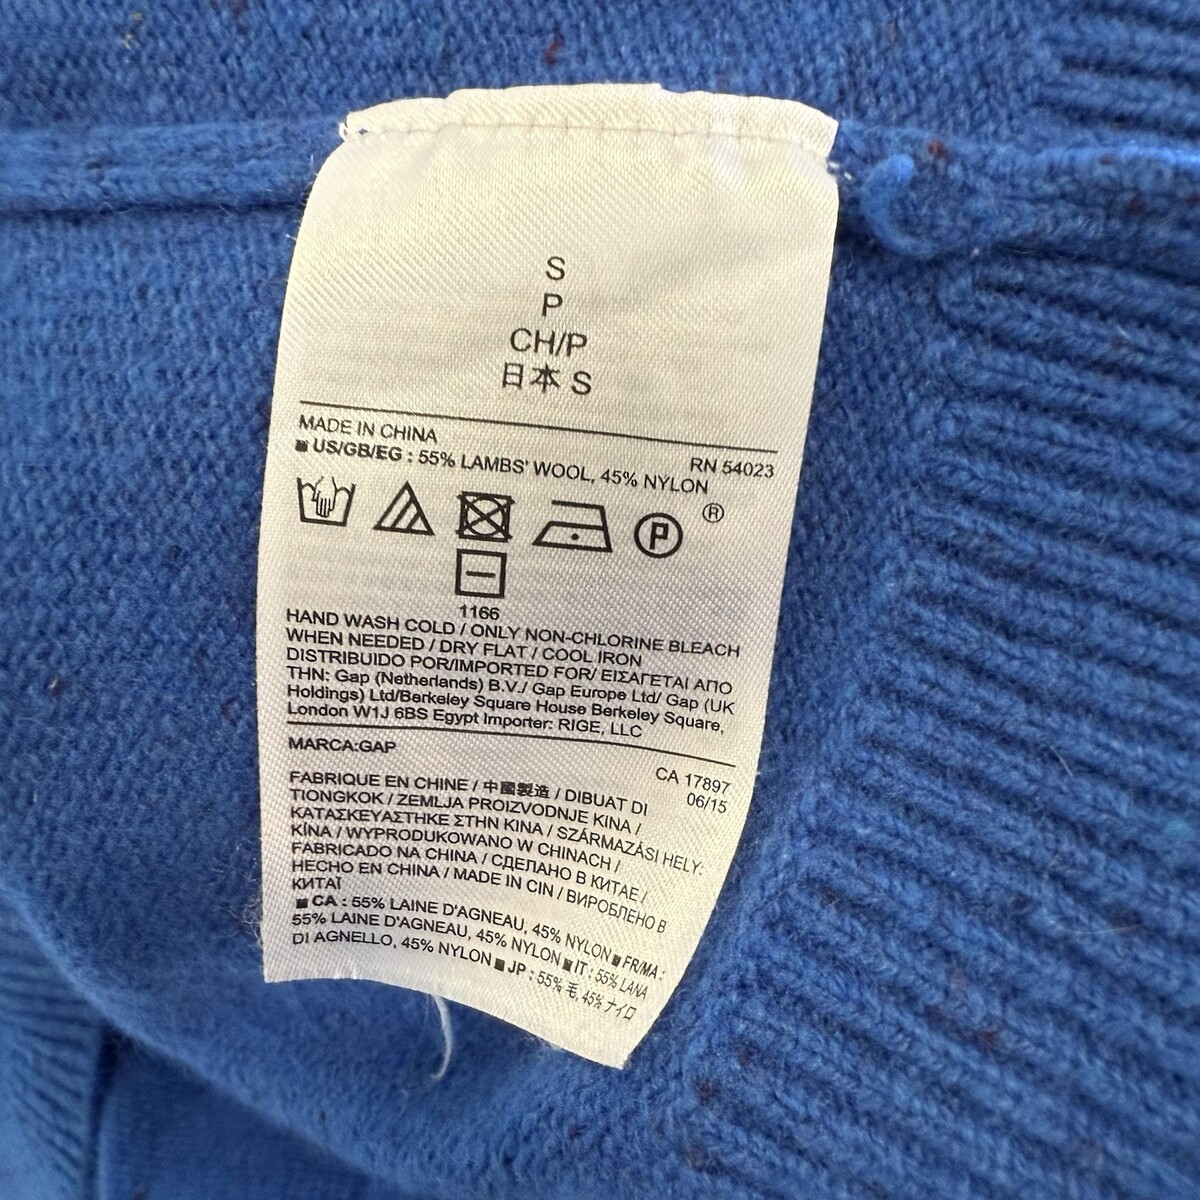 S
P
CH/P
日本 S
MADE IN CHINA
RN 54023
■ US/GB/EG : 55% LAMBS' WOOL, 45% NYLON
®
P
1166
HAND WASH COLD / ONLY NON-CHLORINE BLEACH
WHEN NEEDED / DRY FLAT / COOL IRON
DISTRIBUIDO POR/IMPORTED FOR/ ΕΙΣΑΓΕΤΑΙ ΑΠΟ
THN: Gap (Netherlands) B.V./ Gap Europe Ltd/ Gap (UK
Holdings) Ltd/Berkeley Square House Berkeley Square,
London W1J 6BS Egypt Importer: RIGE, LLC
MARCA:GAP
CA 17897
06/15
FABRIQUE EN CHINE / 中國製造 / DIBUAT DI
TIONGKOK / ZEMLJA PROIZVODNJE KINA /
ΚΑΤΑΣΚΕΥΑΣΤΗΚΕ ΣΤΗΝ ΚΙΝΑ / SZÁRMAZÁSI HELY:
KÍNA / WYPRODUKOWANO W CHINACH /
FABRICADO NA CHINA / СДЕЛАНО В КИТАЕ /
HECHO EN CHINA / MADE IN CIN / ВИРОБЛЕНО В
КИТАЇ
■ CA : 55% LAINE D'AGNEAU, 45% NYLON ■ FR/MA :
55% LAINE D'AGNEAU, 45% NYLON ■ IT : 55% LANA
DI AGNELLO, 45% NYLON ■ JP : 55% 毛, 45% ナイロ